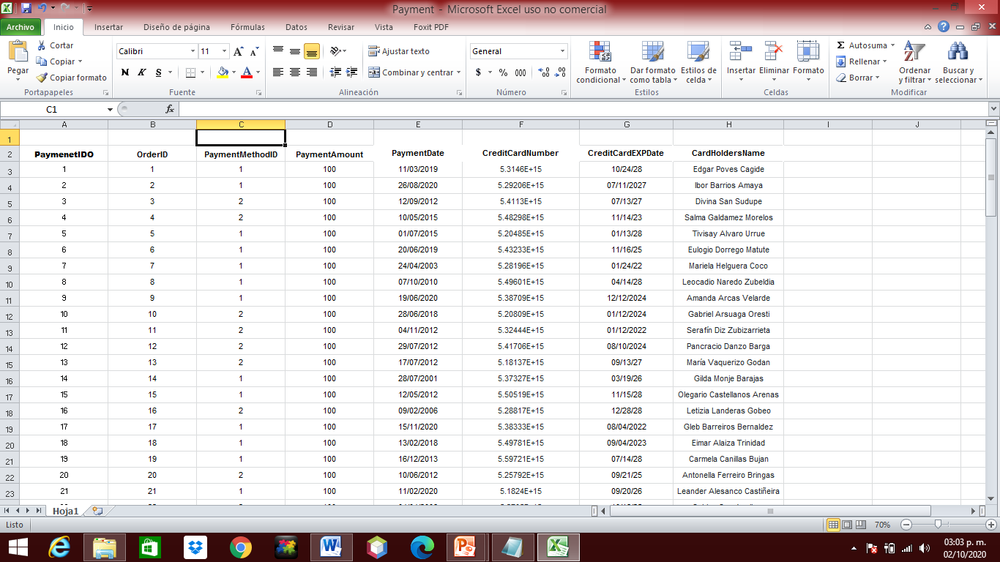 Payment - Microsoft Excel uso no comercial
Archivo Inicio Insertar Diseño de página Fórmulas Datos Revisar Vista Foxit PDF
Pegar
Cortar
Copiar
Copiar formato
Portapapeles
Calibri 11
N K S
Fuente
Ajustar texto
Combinar y centrar
Alineación
General
$ % 000
Número
Formato condicional
Dar formato como tabla
Estilos de celda
Estilos
Insertar Eliminar Formato
Celdas
Autosuma
Rellenar
Borrar
Ordenar y filtrar
Buscar y seleccionar
Modificar
C1 fx
A B C D E F G H I J
1
2 PaymenetIDO OrderID PaymentMethodID PaymentAmount PaymentDate CreditCardNumber CreditCardEXPDate CardHoldersName
3 1 1 1 100 11/03/2019 5.3146E+15 10/24/28 Edgar Poves Cagide
4 2 2 1 100 26/08/2020 5.29206E+15 07/11/2027 Ibor Barrios Amaya
5 3 3 2 100 12/09/2012 5.4113E+15 07/13/27 Divina San Sudupe
6 4 4 2 100 10/05/2015 5.48298E+15 11/14/23 Salma Galdamez Morelos
7 5 5 1 100 01/07/2015 5.20485E+15 01/13/28 Tivisay Alvaro Urrue
8 6 6 1 100 20/06/2019 5.43233E+15 11/16/25 Eulogio Dorrego Matute
9 7 7 1 100 24/04/2003 5.28196E+15 01/24/22 Mariela Helguera Coco
10 8 8 1 100 07/10/2010 5.49601E+15 04/14/28 Leocadio Naredo Zubeldia
11 9 9 1 100 19/06/2020 5.38709E+15 12/12/2024 Amanda Arcas Velarde
12 10 10 2 100 28/06/2018 5.20809E+15 01/12/2024 Gabriel Arsuaga Oresti
13 11 11 2 100 04/11/2012 5.32444E+15 01/12/2022 Serafín Diz Zubizarrieta
14 12 12 2 100 29/07/2012 5.41706E+15 08/10/2024 Pancracio Danzo Barga
15 13 13 2 100 17/07/2012 5.18137E+15 09/13/27 María Vaquerizo Godan
16 14 14 1 100 28/07/2001 5.37327E+15 03/19/26 Gilda Monje Barajas
17 15 15 1 100 12/05/2012 5.50519E+15 11/15/28 Olegario Castellanos Arenas
18 16 16 2 100 09/02/2006 5.28817E+15 12/28/28 Letizia Landeras Gobeo
19 17 17 1 100 15/11/2020 5.38333E+15 08/04/2022 Gleb Barreiros Bernaldez
20 18 18 1 100 13/02/2018 5.49781E+15 09/04/2023 Eimar Alaiza Trinidad
21 19 19 1 100 16/12/2013 5.59721E+15 07/14/28 Carmela Canillas Bujan
22 20 20 2 100 10/06/2012 5.25792E+15 09/21/25 Antonella Ferreiro Bringas
23 21 21 1 100 11/02/2020 5.1824E+15 09/20/26 Leander Alesanco Castiñeira
Hoja1
Listo 70%
03:03 p. m.
02/10/2020